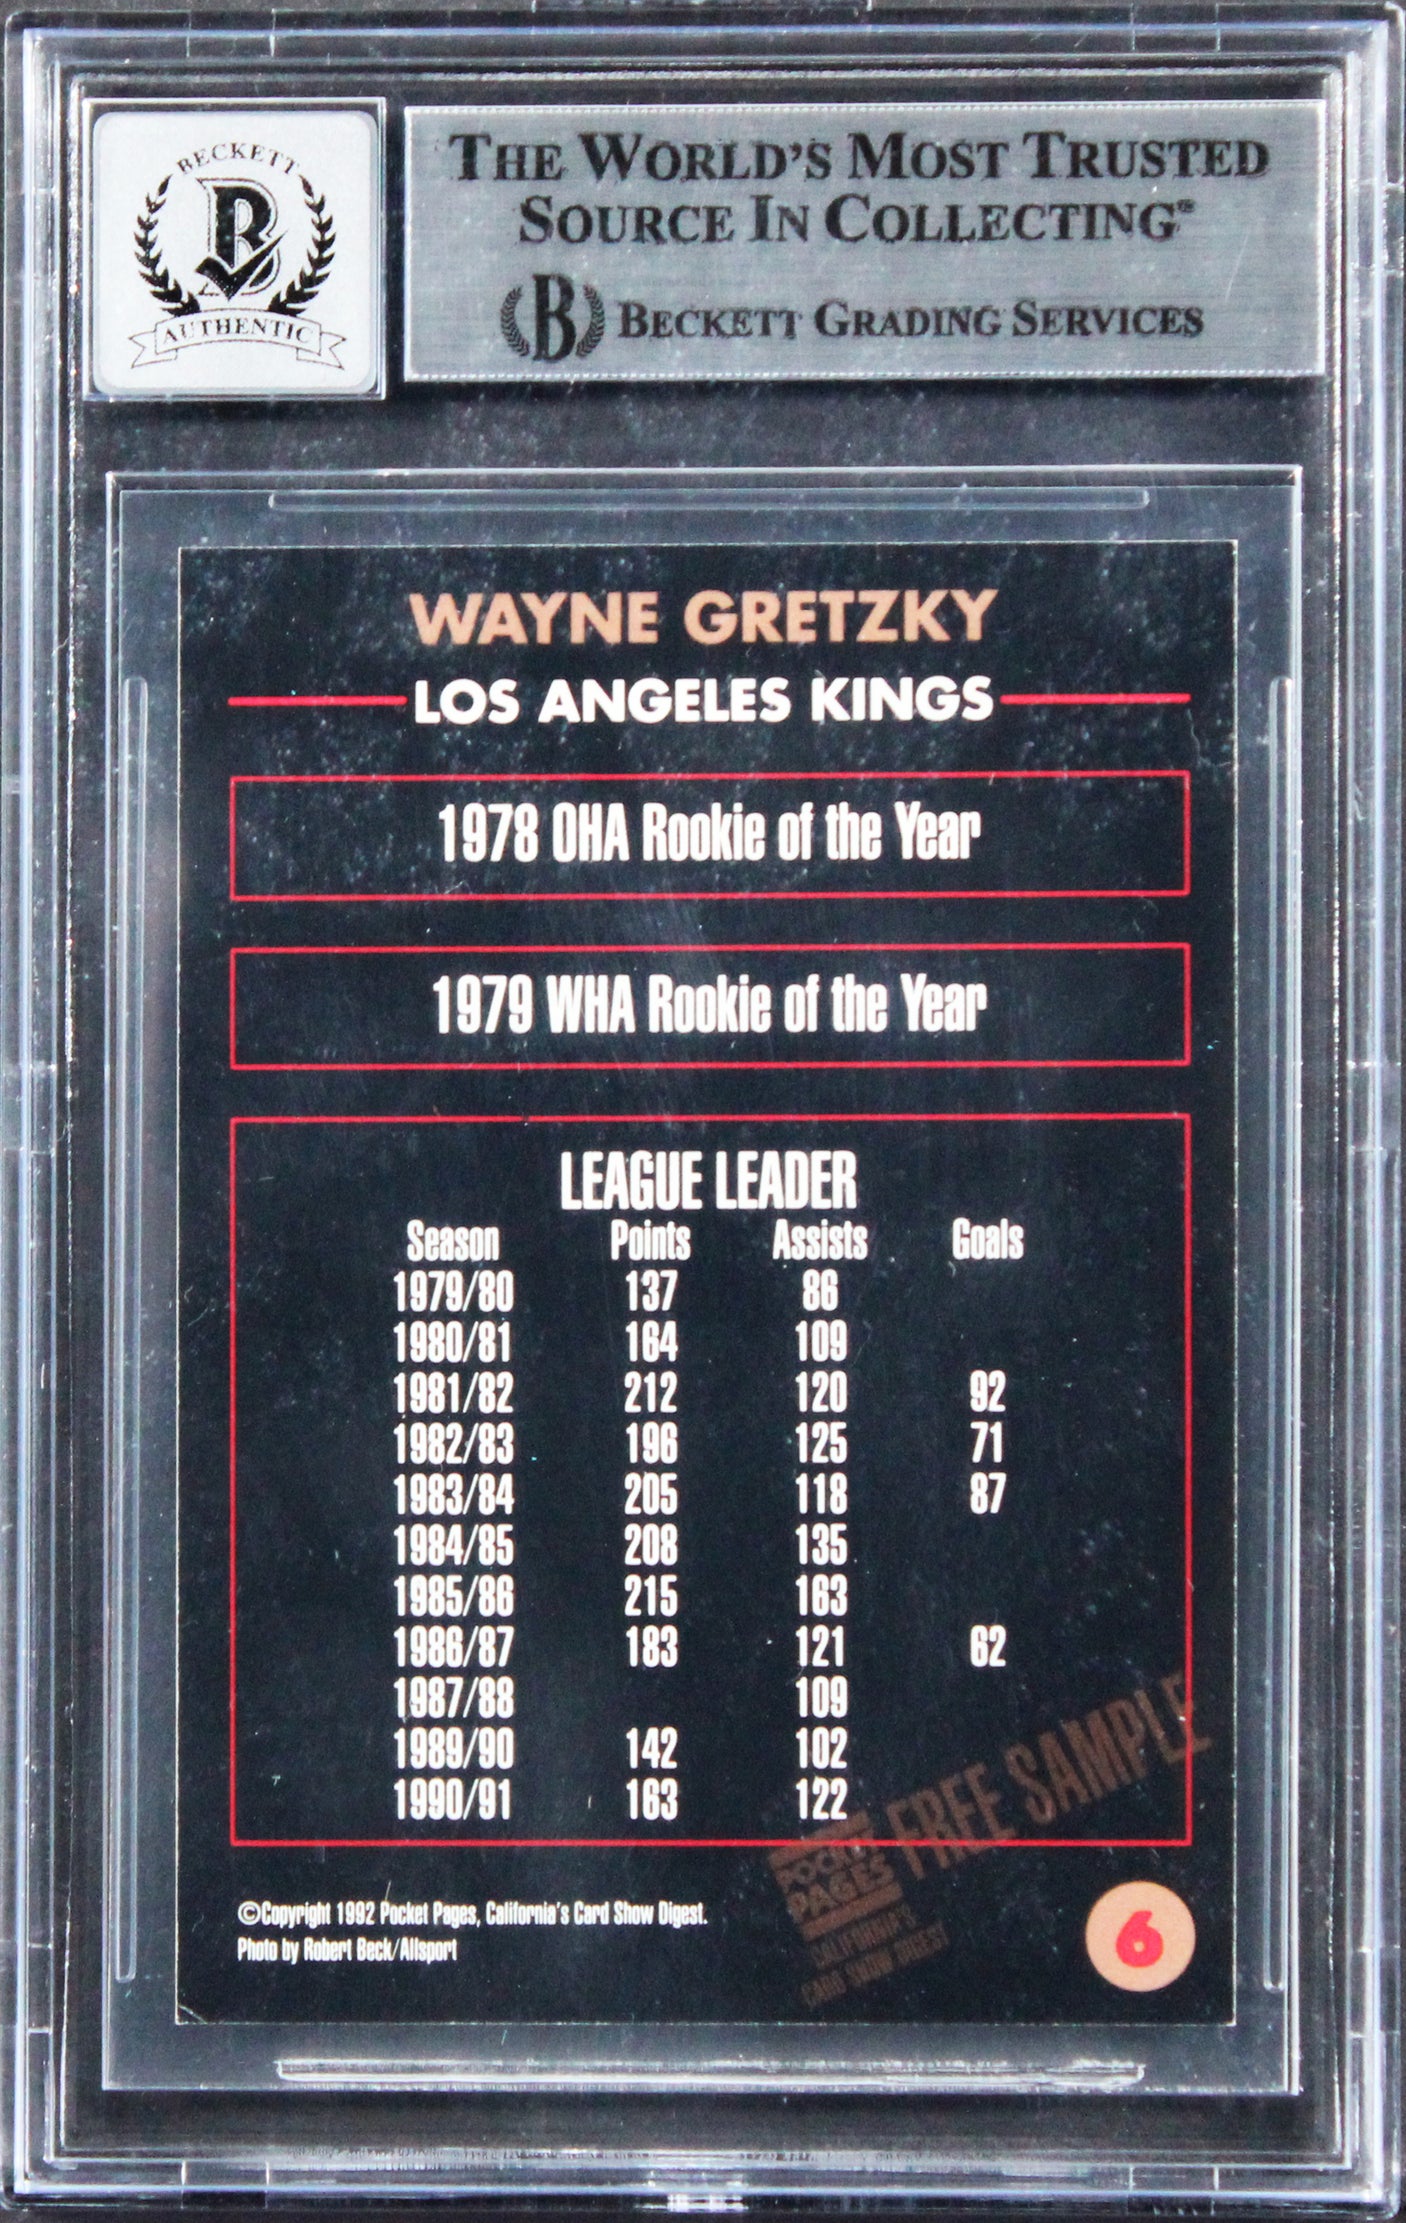 BECKETT
B
AUTHENTIC
THE WORLD'S MOST TRUSTED
SOURCE IN COLLECTING™
B BECKETT GRADING SERVICES
WAYNE GRETZKY
LOS ANGELES KINGS
1978 OHA Rookie of the Year
1979 WHA Rookie of the Year
LEAGUE LEADER
Season Points Assists Goals
1979/80 137 86
1980/81 164 109
1981/82 212 120 92
1982/83 196 125 71
1983/84 205 118 87
1984/85 208 135
1985/86 215 163
1986/87 183 121 62
1987/88 109
1989/90 142 102
1990/91 163 122
FREE SAMPLE
POCKET
PAGES
CALIFORNIA'S
CARD SHOW DIGEST
©Copyright 1992 Pocket Pages, California's Card Show Digest.
Photo by Robert Beck/Allsport
6